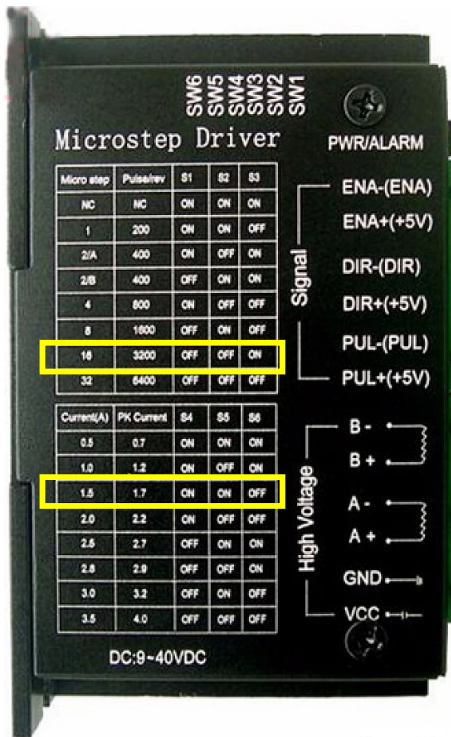 SW6
SW5
SW4
SW3
SW2
SW1
Microstep Driver
PWR/ALARM
Micro step Pulse/rev S1 S2 S3
NC NC ON ON ON
1 200 ON ON OFF
2/A 400 ON OFF ON
2/B 400 OFF ON ON
4 800 ON OFF OFF
8 1600 OFF ON OFF
16 3200 OFF OFF ON
32 6400 OFF OFF OFF
Current(A) PK Current S4 S5 S6
0.5 0.7 ON ON ON
1.0 1.2 ON OFF ON
1.5 1.7 ON ON OFF
2.0 2.2 ON OFF OFF
2.5 2.7 OFF ON ON
2.8 2.9 OFF OFF ON
3.0 3.2 OFF ON OFF
3.5 4.0 OFF OFF OFF
DC:9~40VDC
Signal
ENA-(ENA)
ENA+(+5V)
DIR-(DIR)
DIR+(+5V)
PUL-(PUL)
PUL+(+5V)
High Voltage
B -
B +
A -
A +
GND
VCC